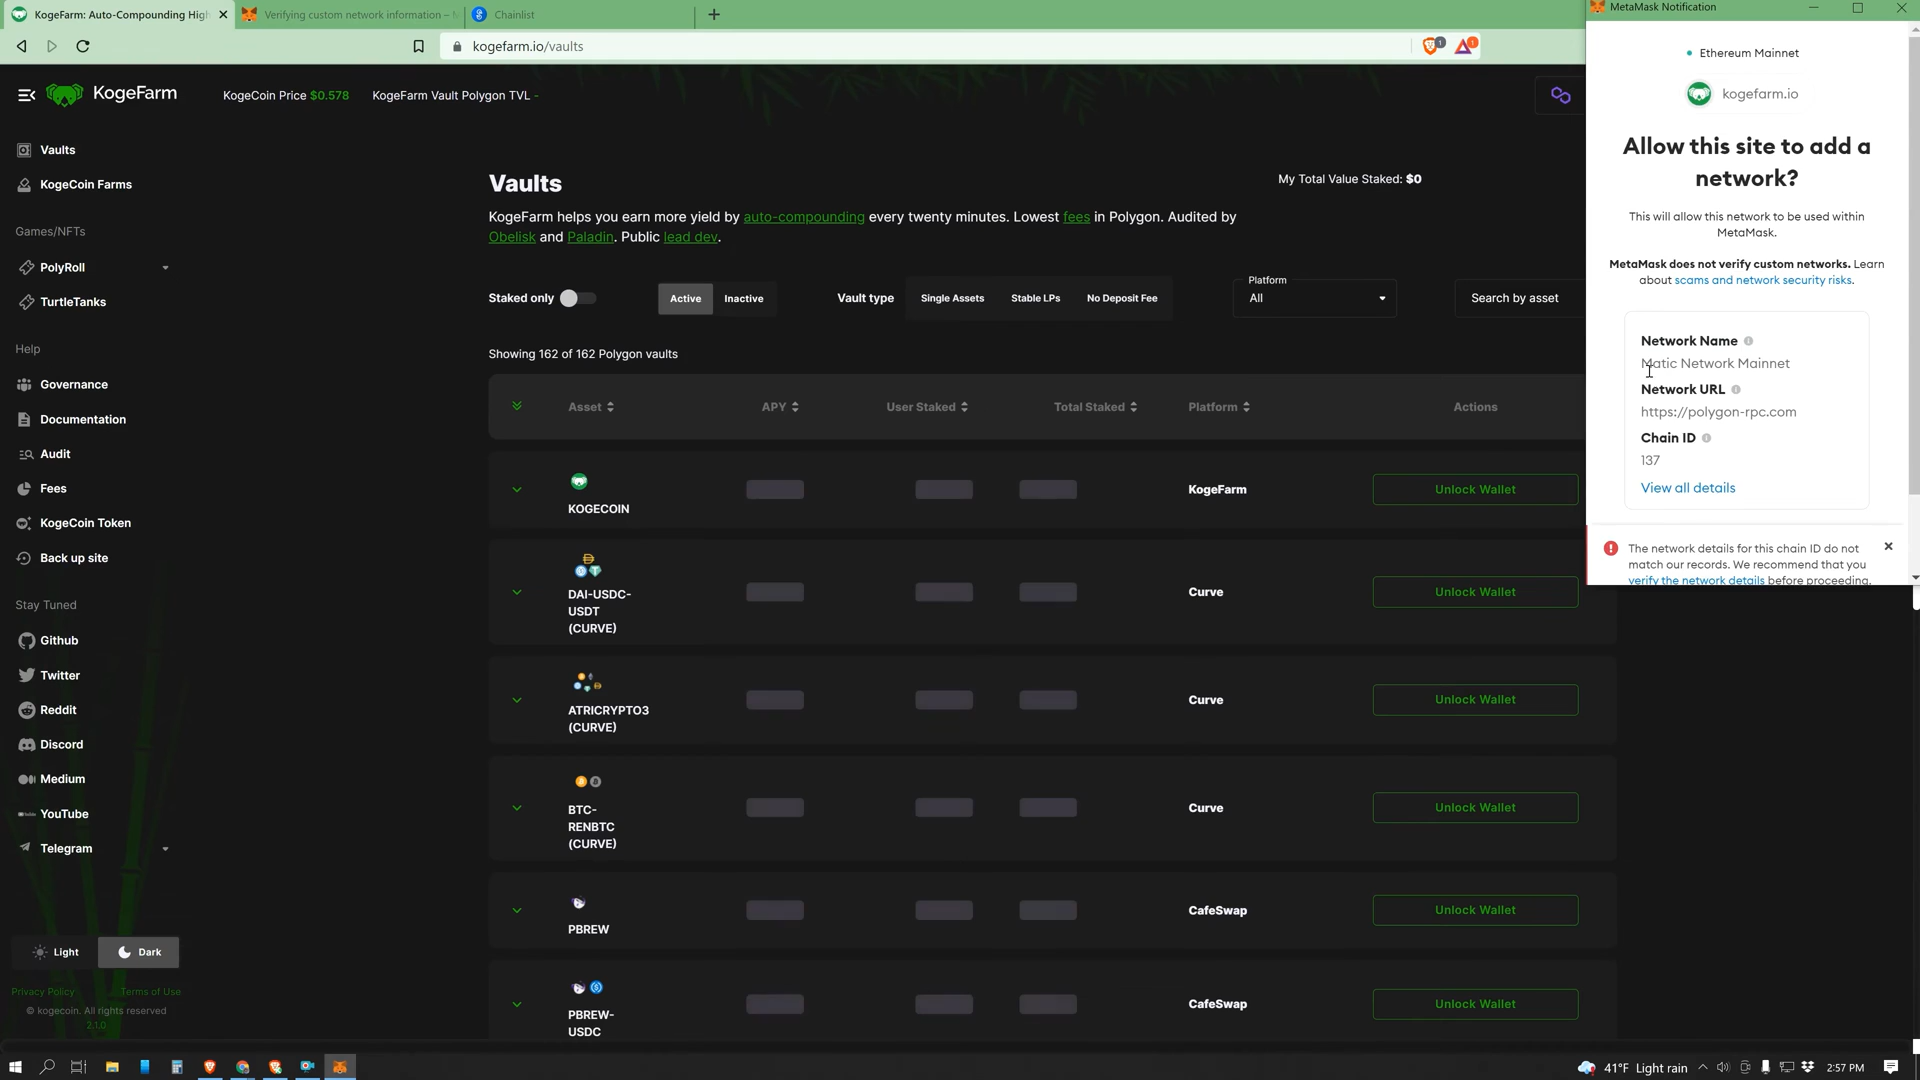 KogeFarm: Auto-Compounding High
Verifying custom network information – M
Chainlist
kogefarm.io/vaults
1
1
KogeFarm
KogeCoin Price $0.578
KogeFarm Vault Polygon TVL -
Vaults
KogeCoin Farms
Games/NFTs
PolyRoll
TurtleTanks
Help
Governance
Documentation
Audit
Fees
KogeCoin Token
Back up site
Stay Tuned
Github
Twitter
Reddit
Discord
Medium
YouTube
Telegram
Light
Dark
Privacy Policy
Terms of Use
© kogecoin. All rights reserved
2.1.0
Vaults
My Total Value Staked: $0
KogeFarm helps you earn more yield by auto-compounding every twenty minutes. Lowest fees in Polygon. Audited by
Obelisk and Paladin. Public lead dev.
Staked only
Active
Inactive
Vault type
Single Assets
Stable LPs
No Deposit Fee
Platform
All
Search by asset
Showing 162 of 162 Polygon vaults
Asset
APY
User Staked
Total Staked
Platform
Actions
KOGECOIN
KogeFarm
Unlock Wallet
DAI-USDC-
USDT
(CURVE)
Curve
Unlock Wallet
ATRICRYPTO3
(CURVE)
Curve
Unlock Wallet
BTC-
RENBTC
(CURVE)
Curve
Unlock Wallet
PBREW
CafeSwap
Unlock Wallet
PBREW-
USDC
CafeSwap
Unlock Wallet
MetaMask Notification
Ethereum Mainnet
kogefarm.io
Allow this site to add a
network?
This will allow this network to be used within
MetaMask.
MetaMask does not verify custom networks. Learn
about scams and network security risks.
Network Name
Matic Network Mainnet
Network URL
https://polygon-rpc.com
Chain ID
137
View all details
The network details for this chain ID do not
match our records. We recommend that you
verify the network details before proceeding.
41°F Light rain
2:57 PM